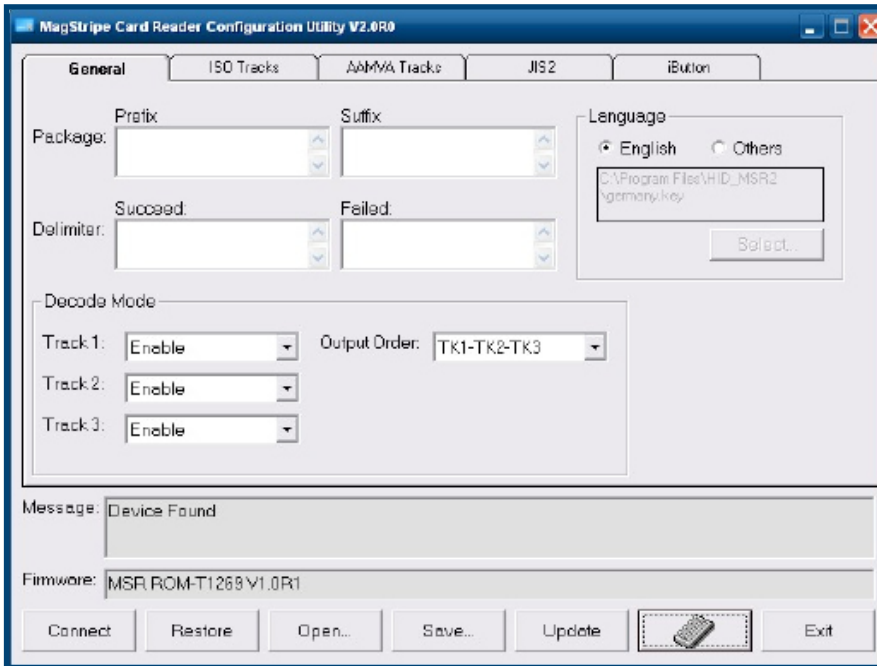 MagStripe Card Reader Configuration Utility V2.0R0
General ISO Tracks AAMVA Tracks JIS2 iButton
Prefix Suffix Language
Package: English Others
C:\Program Files\HID_MSR2
\germany.key
Succeed: Failed:
Delimiter: Select...
Decode Mode
Track 1: Enable Output Order: TK1-TK2-TK3
Track 2: Enable
Track 3: Enable
Message: Device Found
Firmware: MSR ROM-T1269 V1.0R1
Connect Restore Open... Save... Update Exit